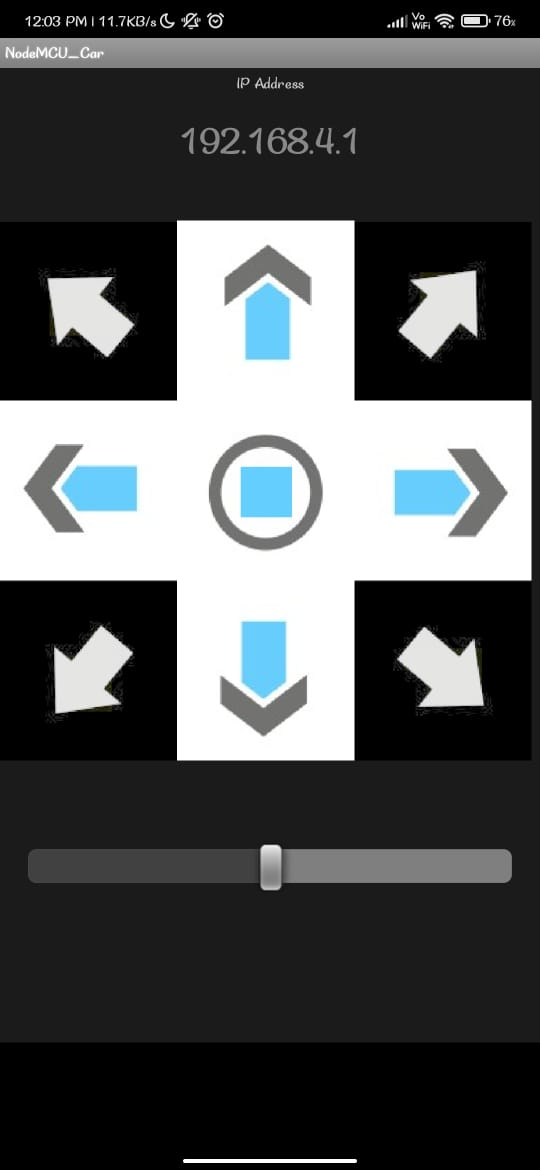 12:03 PM | 11.7KB/s
Vo
WiFi
76%
NodeMCU_Car
IP Address
192.168.4.1